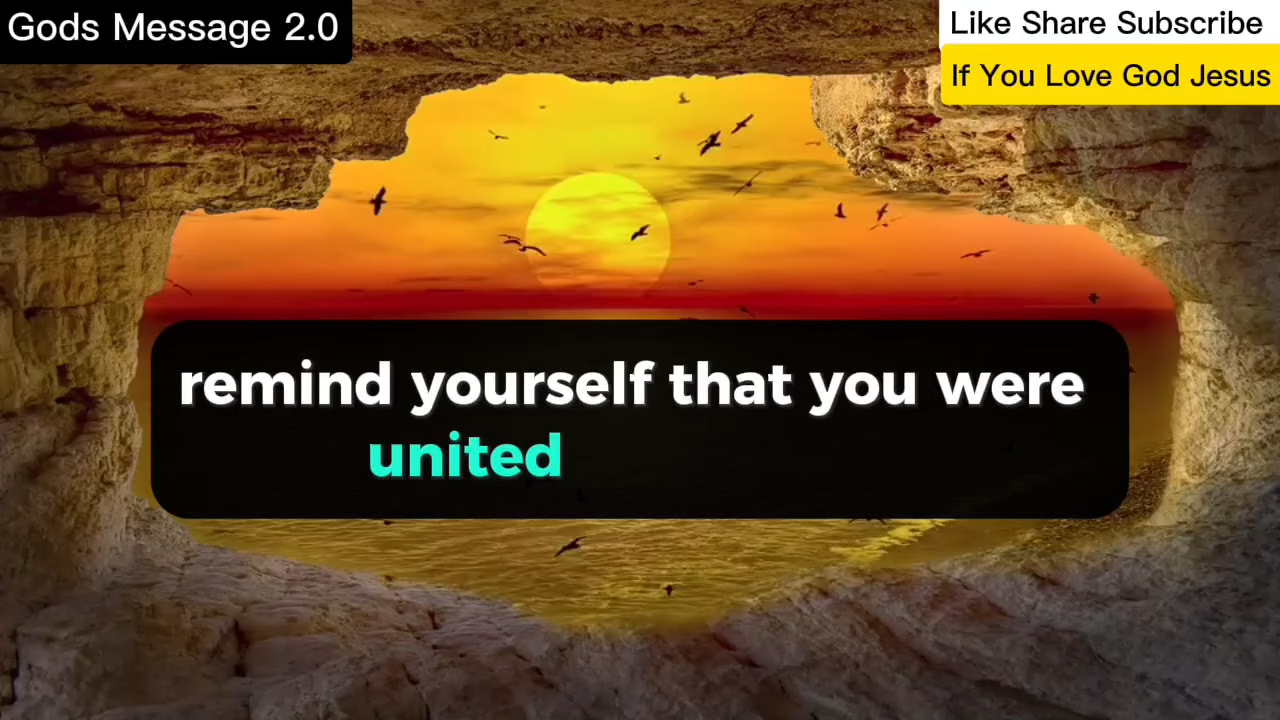 Gods Message 2.0
Like Share Subscribe
If You Love God Jesus
remind yourself that you were
united